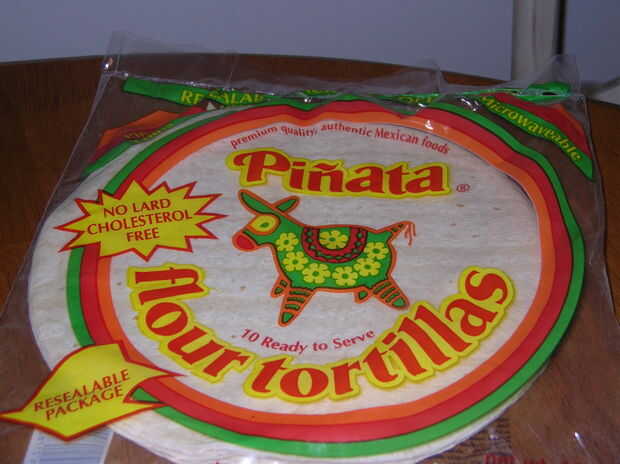 Microwaveable
premium quality, authentic Mexican foods
Piñata ®
NO LARD
CHOLESTEROL
FREE
10 Ready to Serve
flour tortillas
RESEALABLE
PACKAGE